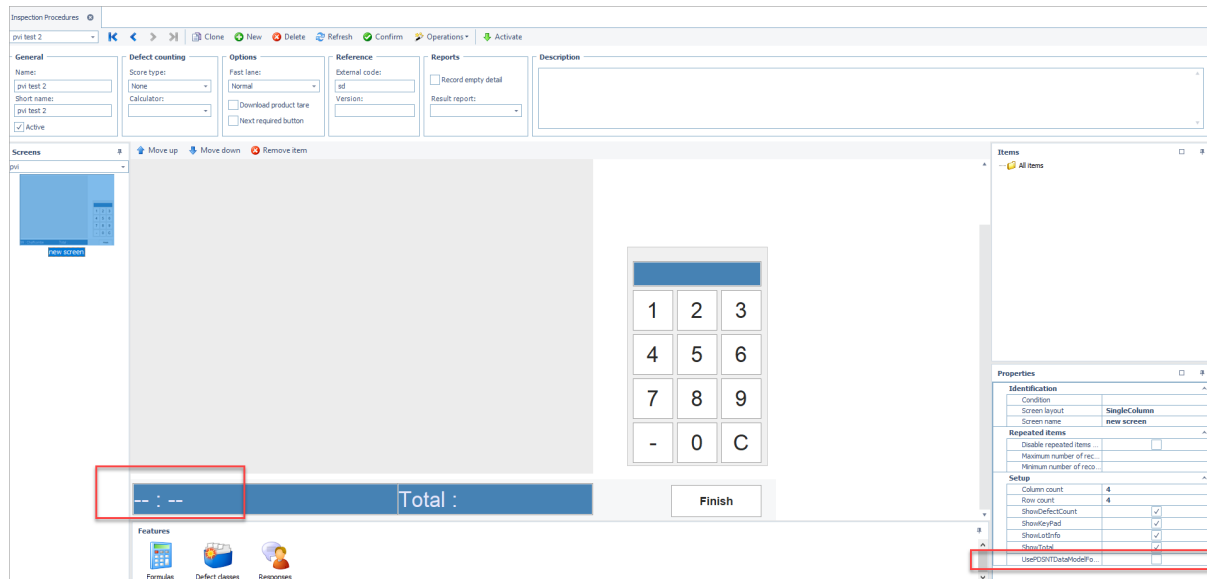 Inspection Procedures
pvi test 2 Clone New Delete Refresh Confirm Operations Activate
General Defect counting Options Reference Reports Description
Name: Score type: Fast lane: External code:
pvi test 2 None Normal sd Record empty detail
Short name: Calculator: Download product tare Version: Result report:
pvi test 2 Next required button
Active
Screens Move up Move down Remove item Items
pvi All items
new screen
1 2 3
4 5 6
7 8 9
- 0 C
-- : -- Total : Finish
Features
Formulas Defect classes Responses
Properties
Identification
Condition
Screen layout SingleColumn
Screen name new screen
Repeated items
Disable repeated items ...
Maximum number of rec...
Minimum number of reco...
Setup
Column count 4
Row count 4
ShowDefectCount
ShowKeyPad
ShowLotInfo
ShowTotal
UsePDSNTDataModelFo...